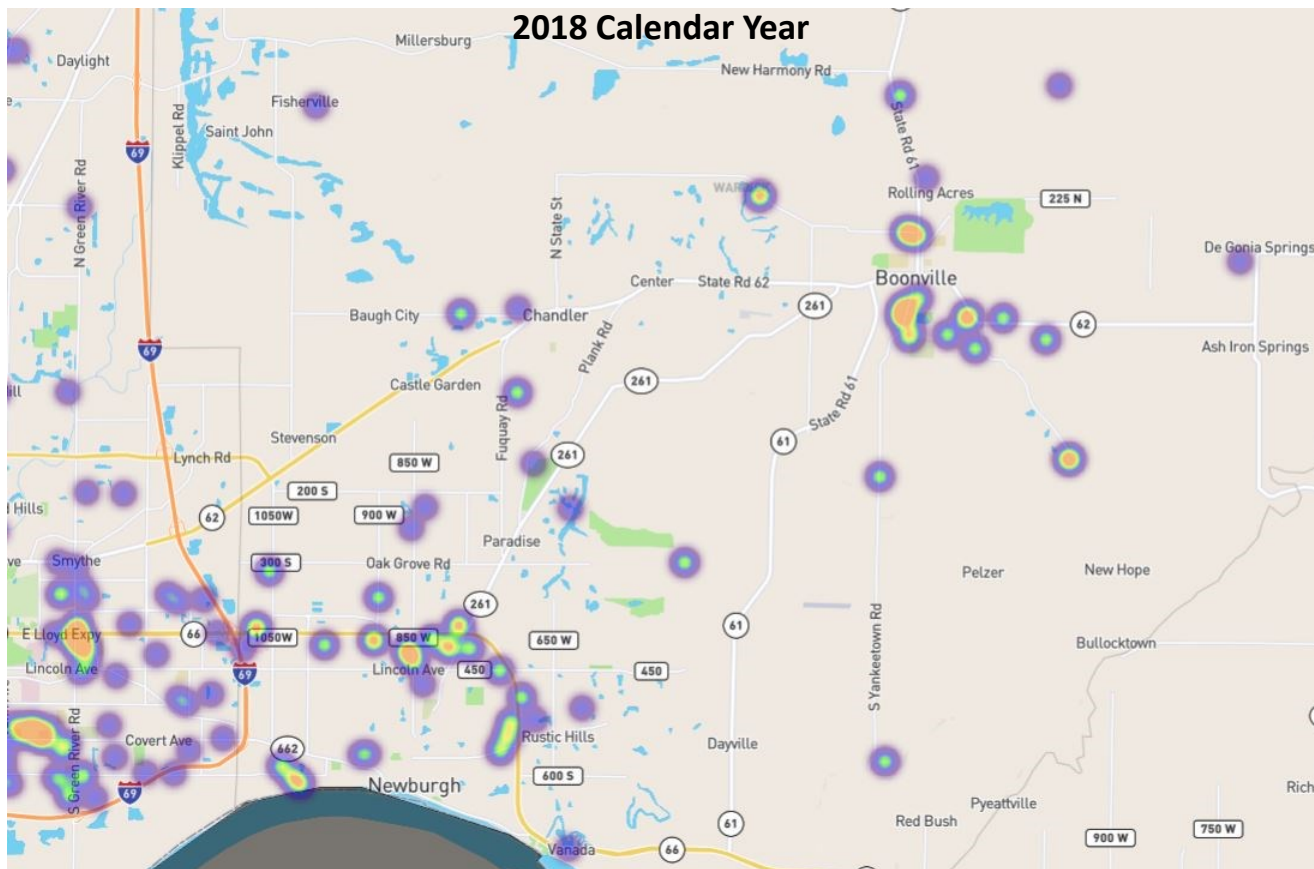 2018 Calendar Year
Millersburg
Daylight
New Harmony Rd
Fisherville
Klippel Rd
Saint John
69
State Rd 61
N Green River Rd
Rolling Acres
225 N
N State St
De Gonia Springs
Center
State Rd 62
Boonville
261
Baugh City
Chandler
62
69
Plank Rd
Ash Iron Springs
261
Castle Garden
State Rd 61
Fuquay Rd
Stevenson
61
Lynch Rd
850 W
261
200 S
Hills
62
1050W
900 W
Paradise
Smythe
300 S
Oak Grove Rd
Pelzer
New Hope
261
E Lloyd Expy
66
1050W
850 W
650 W
61
S Yankeetown Rd
Bullocktown
Lincoln Ave
69
Lincoln Ave
450
450
S Green River Rd
Covert Ave
662
Rustic Hills
Dayville
Newburgh
600 S
69
Pyeattville
Red Bush
61
900 W
750 W
Vanada
66